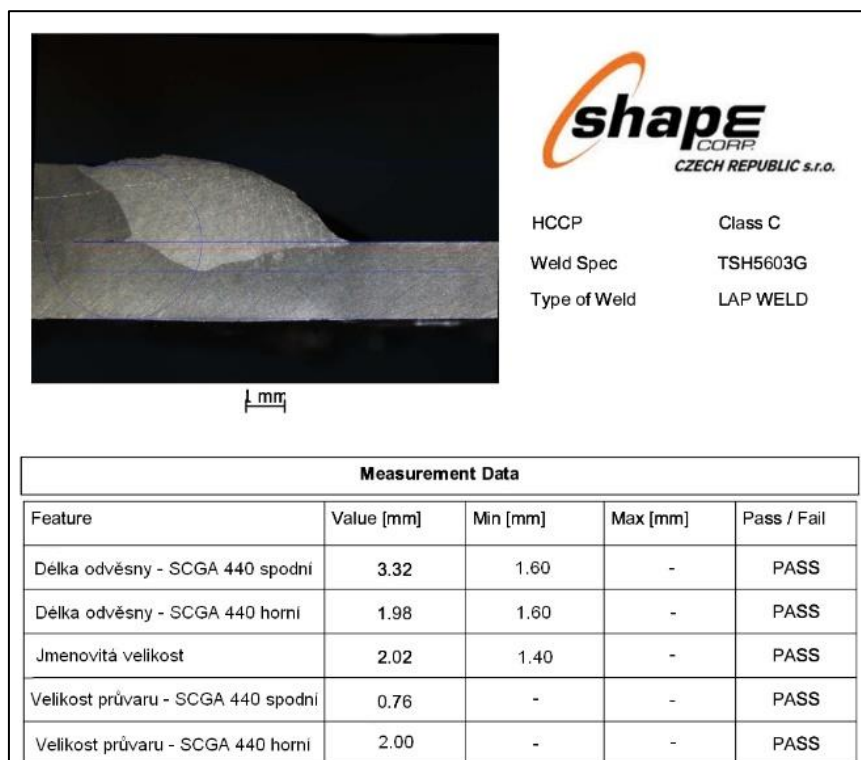 shape
CORP.
CZECH REPUBLIC s.r.o.
HCCP Class C
Weld Spec TSH5603G
Type of Weld LAP WELD
1 mm
Measurement Data
Feature Value [mm] Min [mm] Max [mm] Pass / Fail
Délka odvěsny - SCGA 440 spodní 3.32 1.60 - PASS
Délka odvěsny - SCGA 440 horní 1.98 1.60 - PASS
Jmenovitá velikost 2.02 1.40 - PASS
Velikost průvaru - SCGA 440 spodní 0.76 - - PASS
Velikost průvaru - SCGA 440 horní 2.00 - - PASS